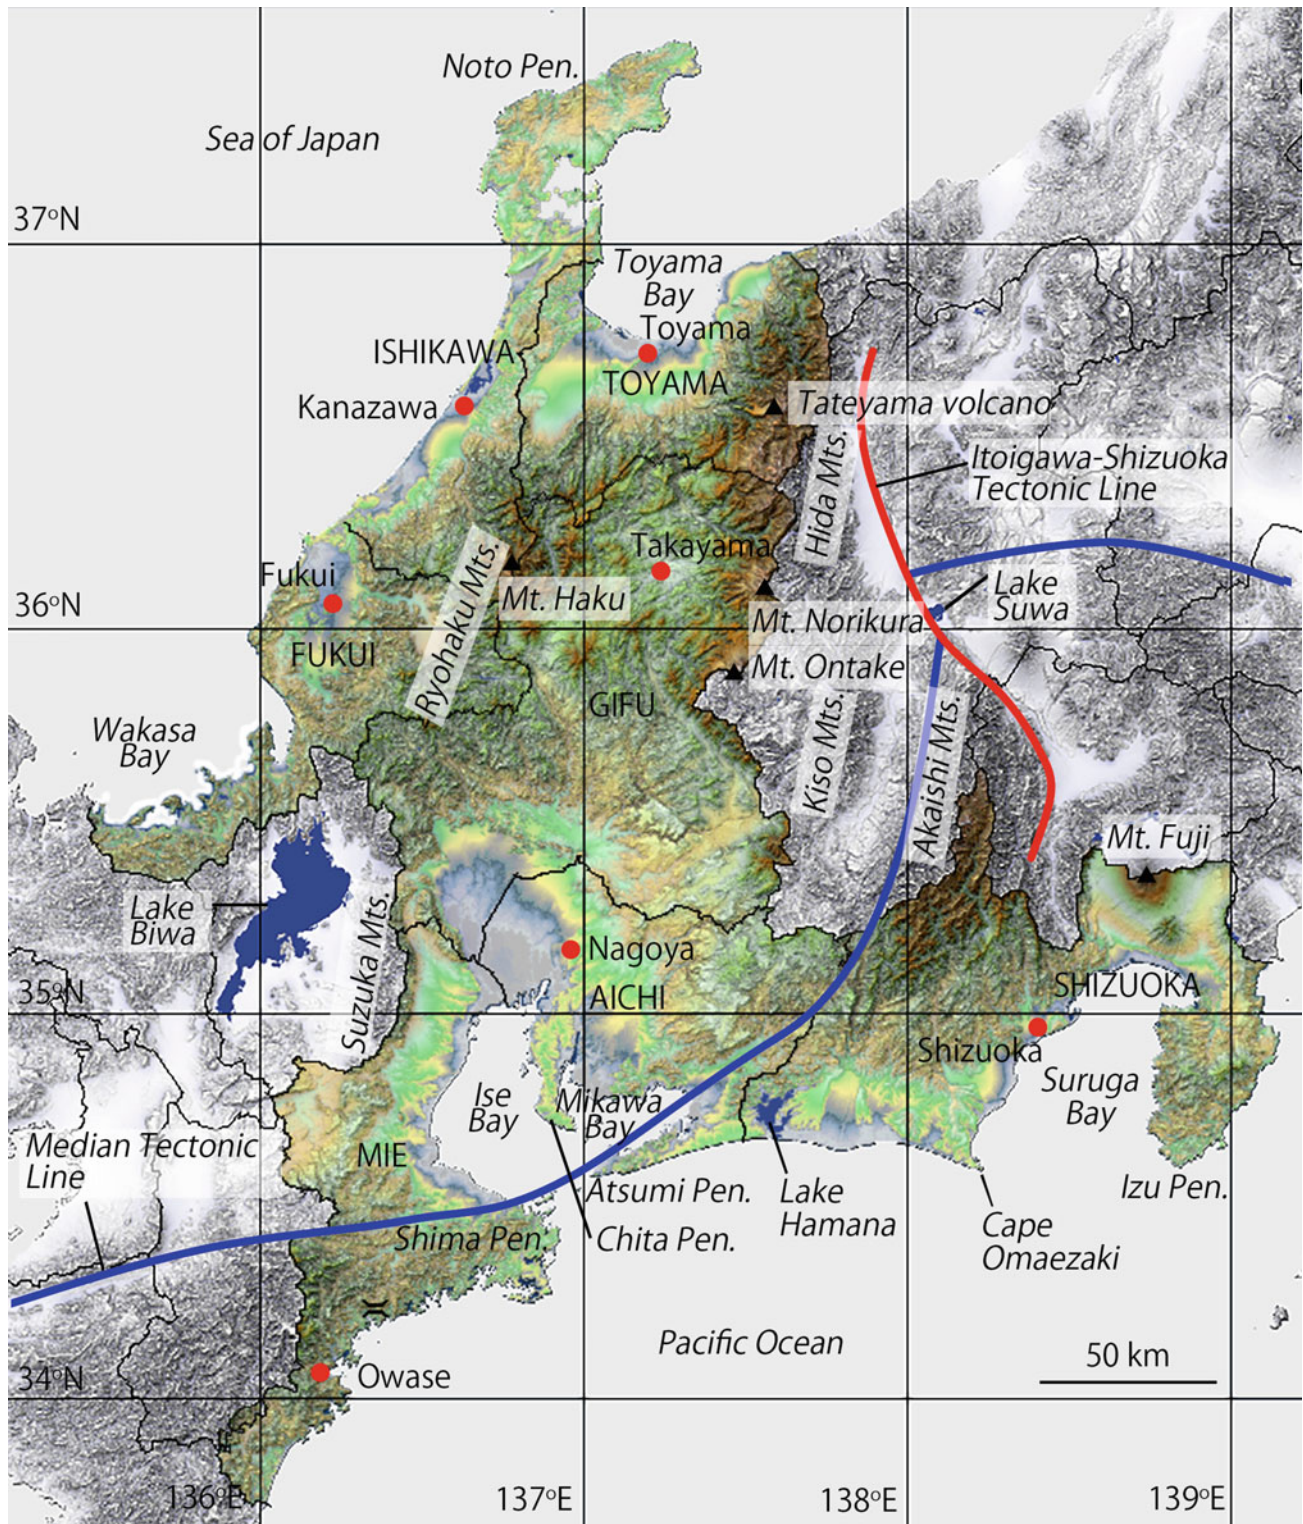 Noto Pen.
Sea of Japan
37°N
Toyama
Bay
Toyama
ISHIKAWA
TOYAMA
Kanazawa
Tateyama volcano
Hida Mts.
Itoigawa-Shizuoka
Tectonic Line
Takayama
Ryohaku Mts.
Fukui
Mt. Haku
Lake
Suwa
36°N
Mt. Norikura
FUKUI
Mt. Ontake
GIFU
Kiso Mts.
Akaishi Mts.
Wakasa
Bay
Mt. Fuji
Lake
Biwa
Suzuka Mts.
Nagoya
35°N
AICHI
SHIZUOKA
Shizuoka
Suruga
Bay
Ise
Bay
Mikawa
Bay
Median Tectonic
Line
MIE
Atsumi Pen.
Lake
Hamana
Izu Pen.
Shima Pen.
Chita Pen.
Cape
Omaezaki
Pacific Ocean
50 km
34°N
Owase
136°E
137°E
138°E
139°E